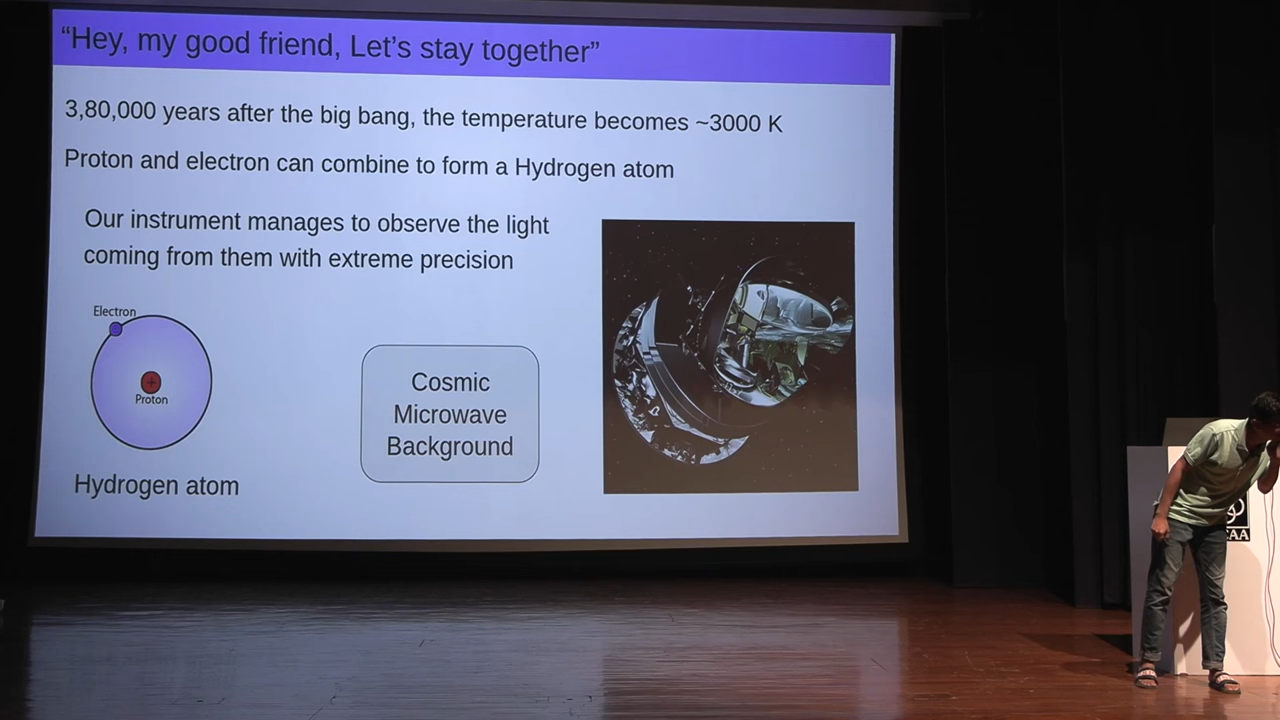 “Hey, my good friend, Let’s stay together”
3,80,000 years after the big bang, the temperature becomes ~3000 K
Proton and electron can combine to form a Hydrogen atom
Our instrument manages to observe the light
coming from them with extreme precision
Electron
+
Proton
Hydrogen atom
Cosmic
Microwave
Background
CAA